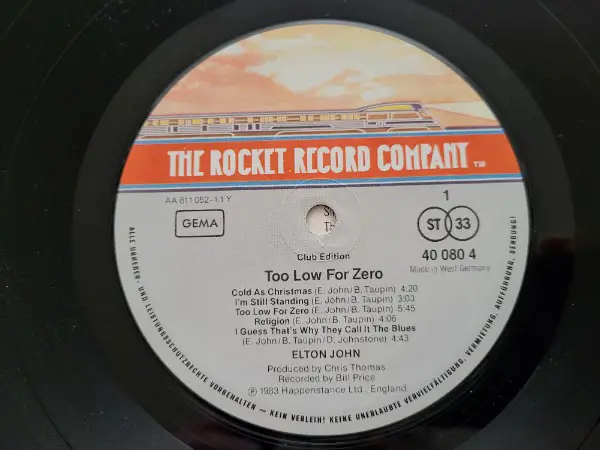 THE ROCKET RECORD COMPANY TM
AA 811 052-1.1 Y
GEMA
1
ST 33
40 080 4
Made in West Germany
Club Edition
Too Low For Zero
Cold As Christmas (E. John/B. Taupin) 4:20
I'm Still Standing (E. John/B. Taupin) 3:03
Too Low For Zero (E. John/B. Taupin) 5:45
Religion (E. John/B. Taupin) 4:06
I Guess That's Why They Call It The Blues
(E. John/B. Taupin/D. Johnstone) 4:43
ELTON JOHN
Produced by Chris Thomas
Recorded by Bill Price
℗ 1983 Happenstance Ltd., England
ALLE URHEBER- UND LEISTUNGSSCHUTZRECHTE VORBEHALTEN – KEIN VERLEIH! KEINE UNERLAUBTE VERVIELFÄLTIGUNG, VERMIETUNG, AUFFÜHRUNG, SENDUNG!